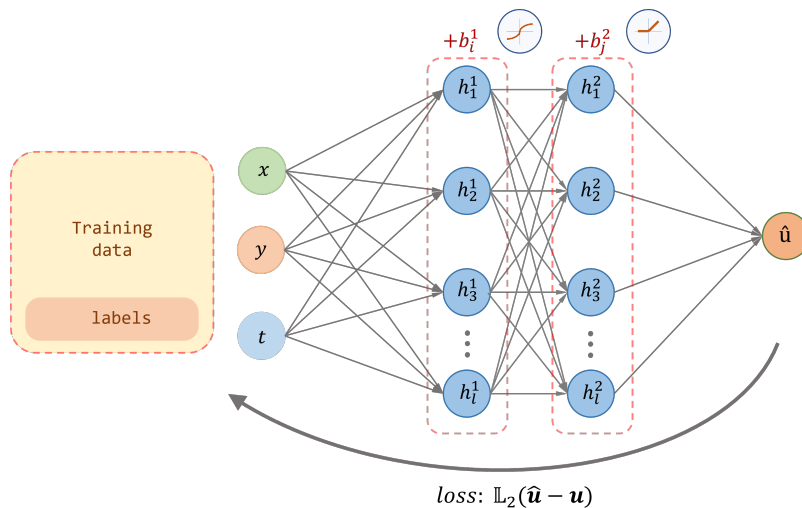 +b_i^1
+b_j^2
h_1^1
h_1^2
x
h_2^1
h_2^2
Training
data
y
û
h_3^1
h_3^2
labels
t
h_l^1
h_l^2
loss: 𝕃₂(û − u)